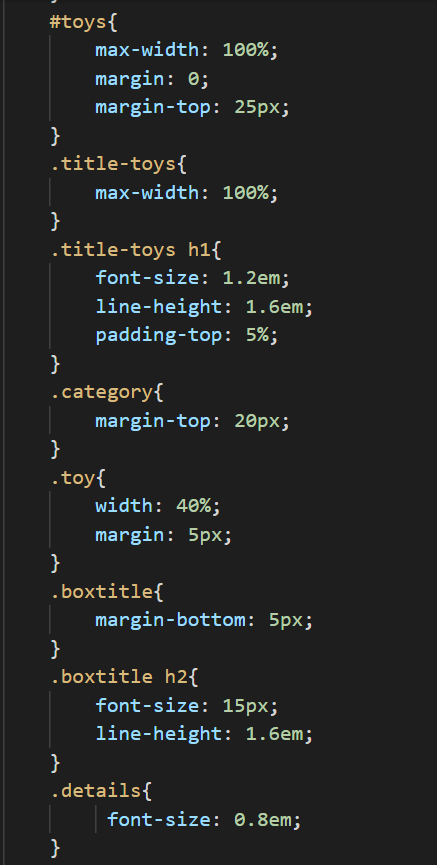 #toys{
max-width: 100%;
margin: 0;
margin-top: 25px;
}
.title-toys{
max-width: 100%;
}
.title-toys h1{
font-size: 1.2em;
line-height: 1.6em;
padding-top: 5%;
}
.category{
margin-top: 20px;
}
.toy{
width: 40%;
margin: 5px;
}
.boxtitle{
margin-bottom: 5px;
}
.boxtitle h2{
font-size: 15px;
line-height: 1.6em;
}
.details{
font-size: 0.8em;
}